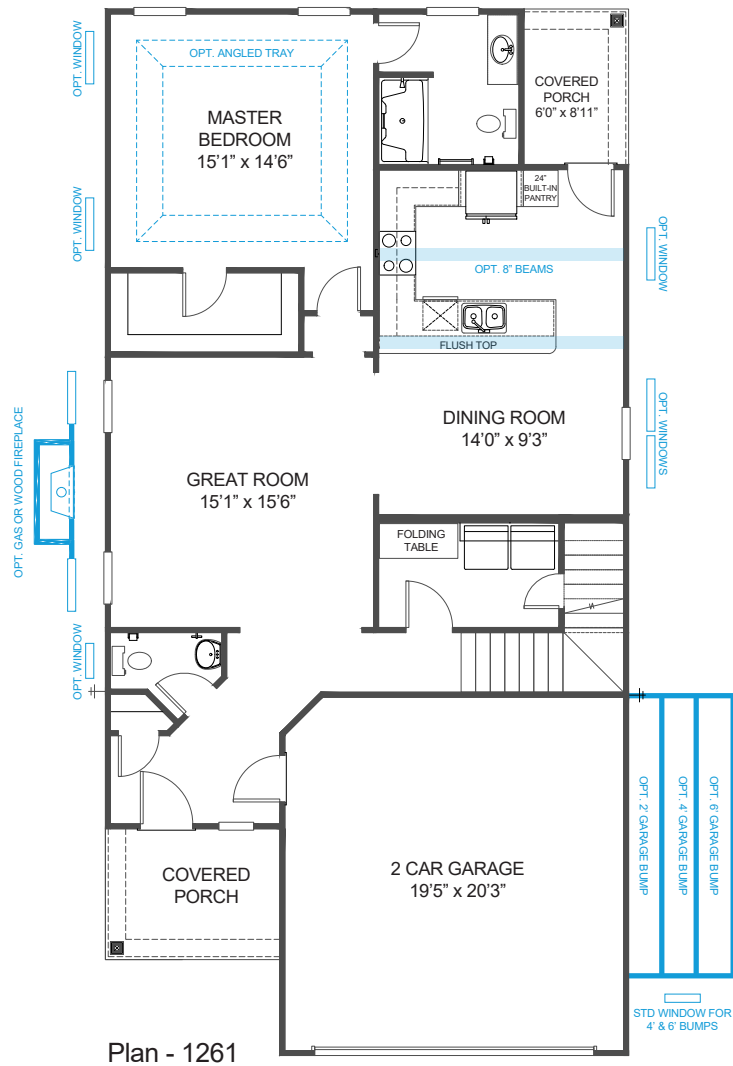 OPT. WINDOW
OPT. ANGLED TRAY
MASTER
BEDROOM
15'1" x 14'6"
COVERED
PORCH
6'0" x 8'11"
24"
BUILT-IN
PANTRY
OPT. WINDOW
OPT. WINDOW
OPT. 8" BEAMS
FLUSH TOP
OPT. GAS OR WOOD FIREPLACE
GREAT ROOM
15'1" x 15'6"
DINING ROOM
14'0" x 9'3"
OPT. WINDOWS
FOLDING
TABLE
OPT. WINDOW
COVERED
PORCH
2 CAR GARAGE
19'5" x 20'3"
OPT. 2' GARAGE BUMP
OPT. 4' GARAGE BUMP
OPT. 6' GARAGE BUMP
STD WINDOW FOR
4' & 6' BUMPS
Plan - 1261